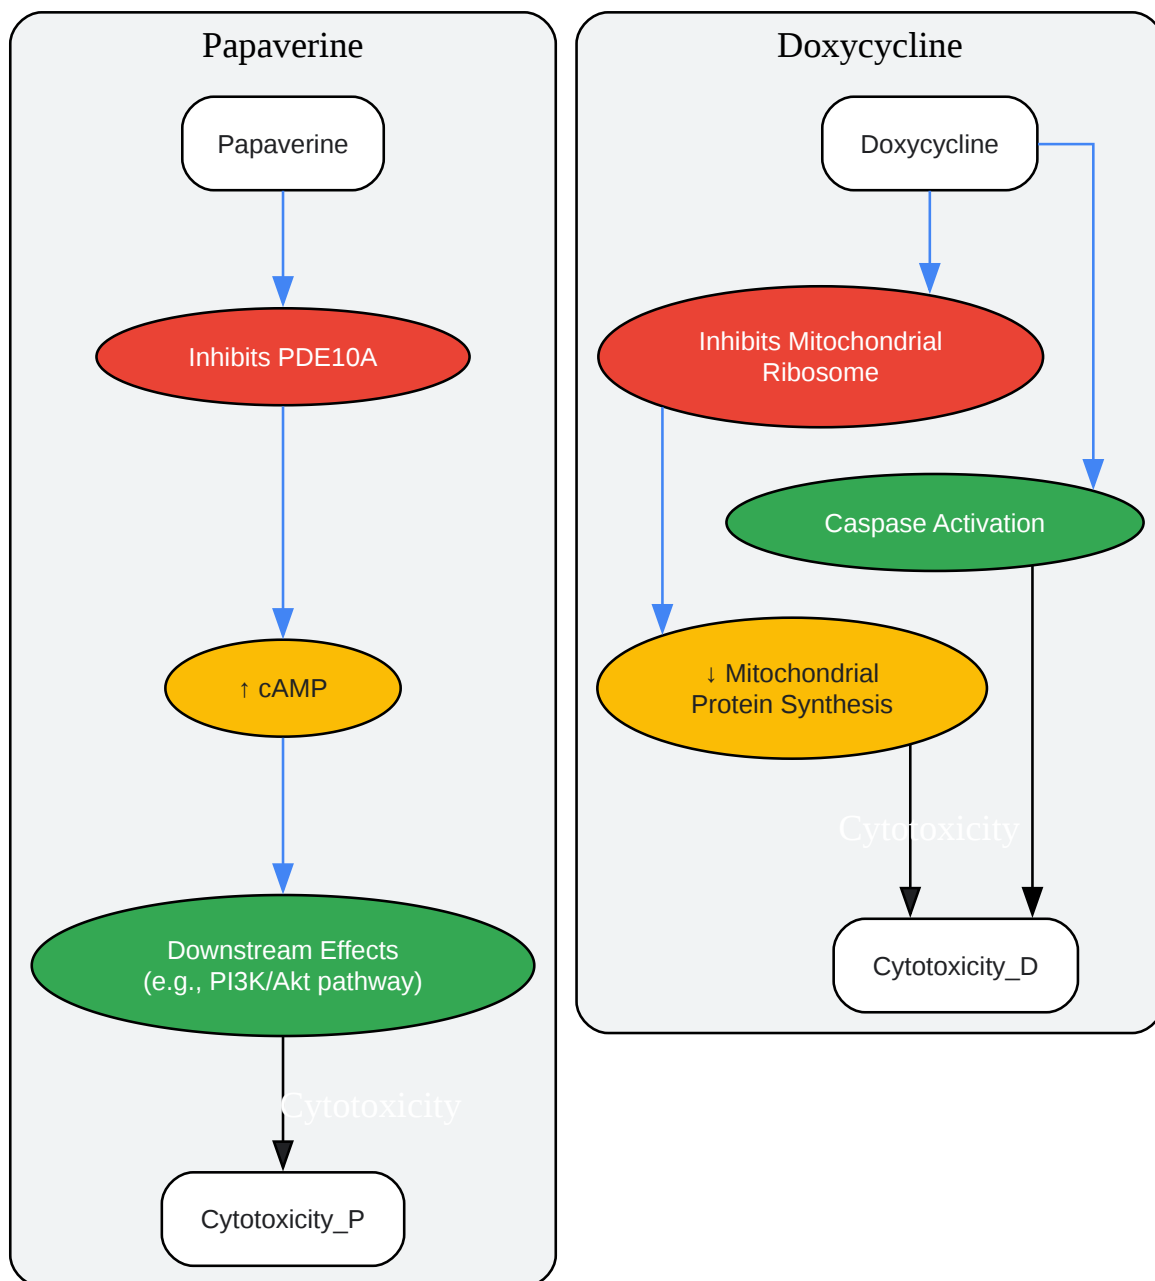 Papaverine
Papaverine
Inhibits PDE10A
↑ cAMP
Downstream Effects
(e.g., PI3K/Akt pathway)
Cytotoxicity
Cytotoxicity_P
Doxycycline
Doxycycline
Inhibits Mitochondrial
Ribosome
Caspase Activation
↓ Mitochondrial
Protein Synthesis
Cytotoxicity
Cytotoxicity_D